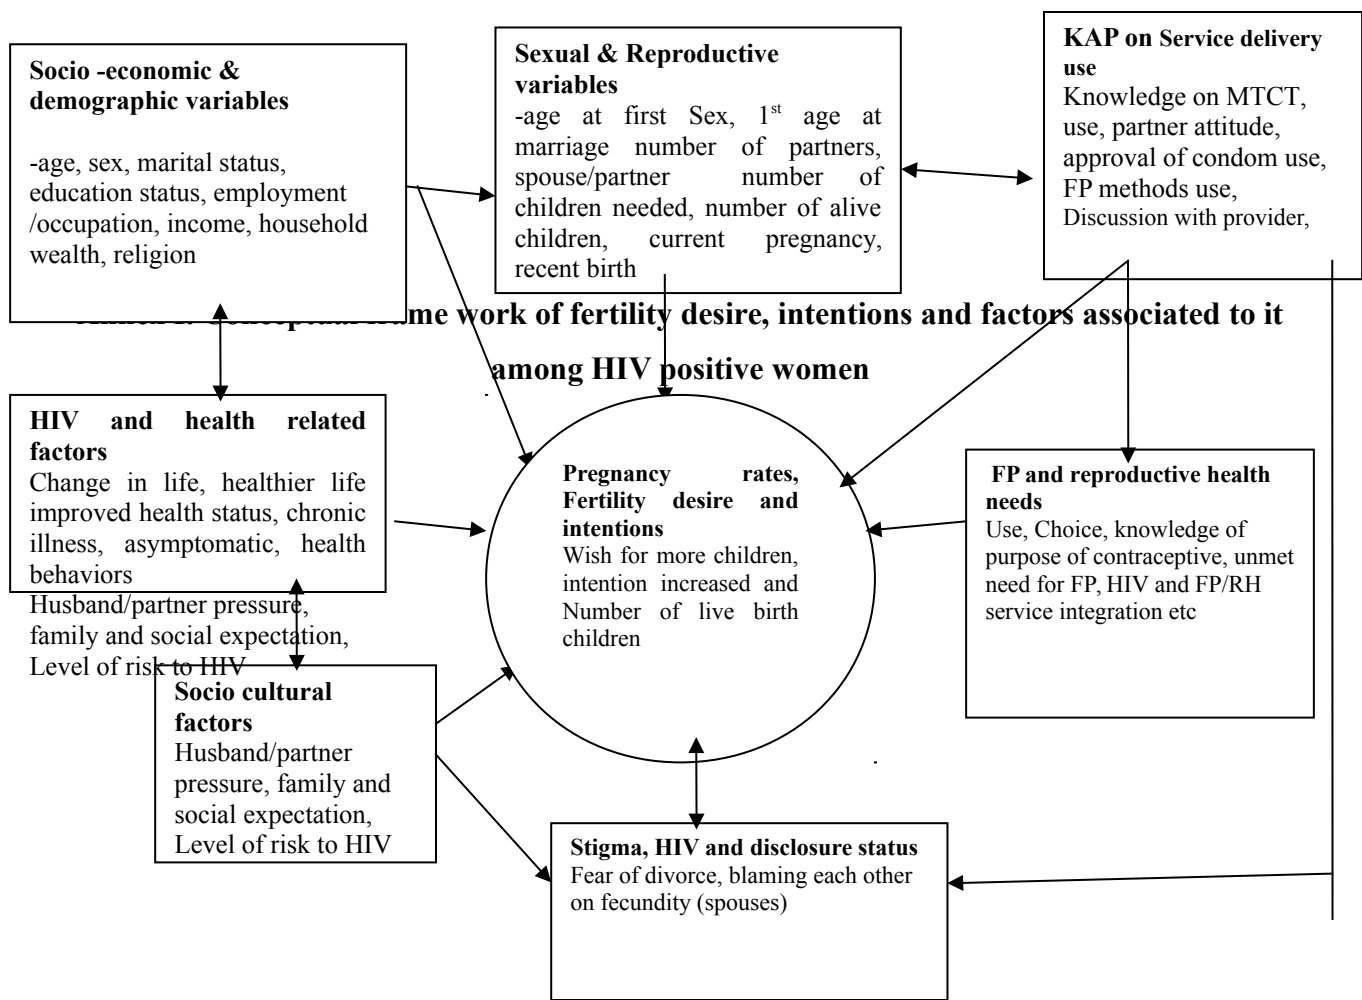 Socio -economic &
demographic variables
-age, sex, marital status,
education status, employment
/occupation, income, household
wealth, religion
Sexual & Reproductive
variables
-age at first Sex, 1st age at
marriage number of partners,
spouse/partner number of
children needed, number of alive
children, current pregnancy,
recent birth
KAP on Service delivery
use
Knowledge on MTCT,
use, partner attitude,
approval of condom use,
FP methods use,
Discussion with provider,
work of fertility desire, intentions and factors associated to it
among HIV positive women
HIV and health related
factors
Change in life, healthier life
improved health status, chronic
illness, asymptomatic, health
behaviors
Husband/partner pressure,
family and social expectation,
Level of risk to HIV
Pregnancy rates,
Fertility desire and
intentions
Wish for more children,
intention increased and
Number of live birth
children
FP and reproductive health
needs
Use, Choice, knowledge of
purpose of contraceptive, unmet
need for FP, HIV and FP/RH
service integration etc
Socio cultural
factors
Husband/partner
pressure, family and
social expectation,
Level of risk to HIV
Stigma, HIV and disclosure status
Fear of divorce, blaming each other
on fecundity (spouses)